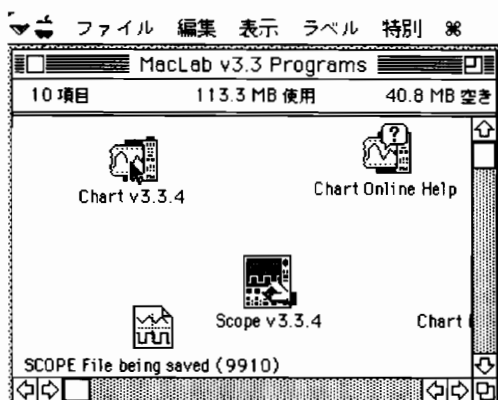 ファイル 編集 表示 ラベル 特別 ⌘
MacLab v3.3 Programs
10 項目 113.3 MB 使用 40.8 MB 空き
Chart v3.3.4
Chart Online Help
?
Scope v3.3.4
Chart
SCOPE File being saved (9910)